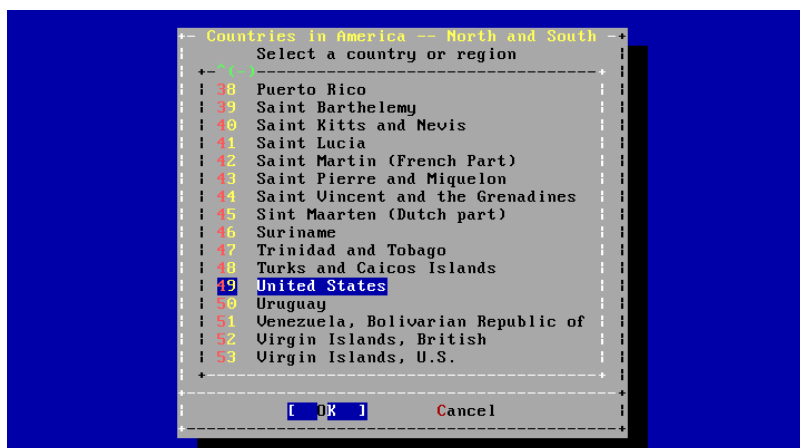 Countries in America -- North and South
Select a country or region
^(-)
38 Puerto Rico
39 Saint Barthelemy
40 Saint Kitts and Nevis
41 Saint Lucia
42 Saint Martin (French Part)
43 Saint Pierre and Miquelon
44 Saint Vincent and the Grenadines
45 Sint Maarten (Dutch part)
46 Suriname
47 Trinidad and Tobago
48 Turks and Caicos Islands
49 United States
50 Uruguay
51 Venezuela, Bolivarian Republic of
52 Virgin Islands, British
53 Virgin Islands, U.S.
[ OK ] Cancel